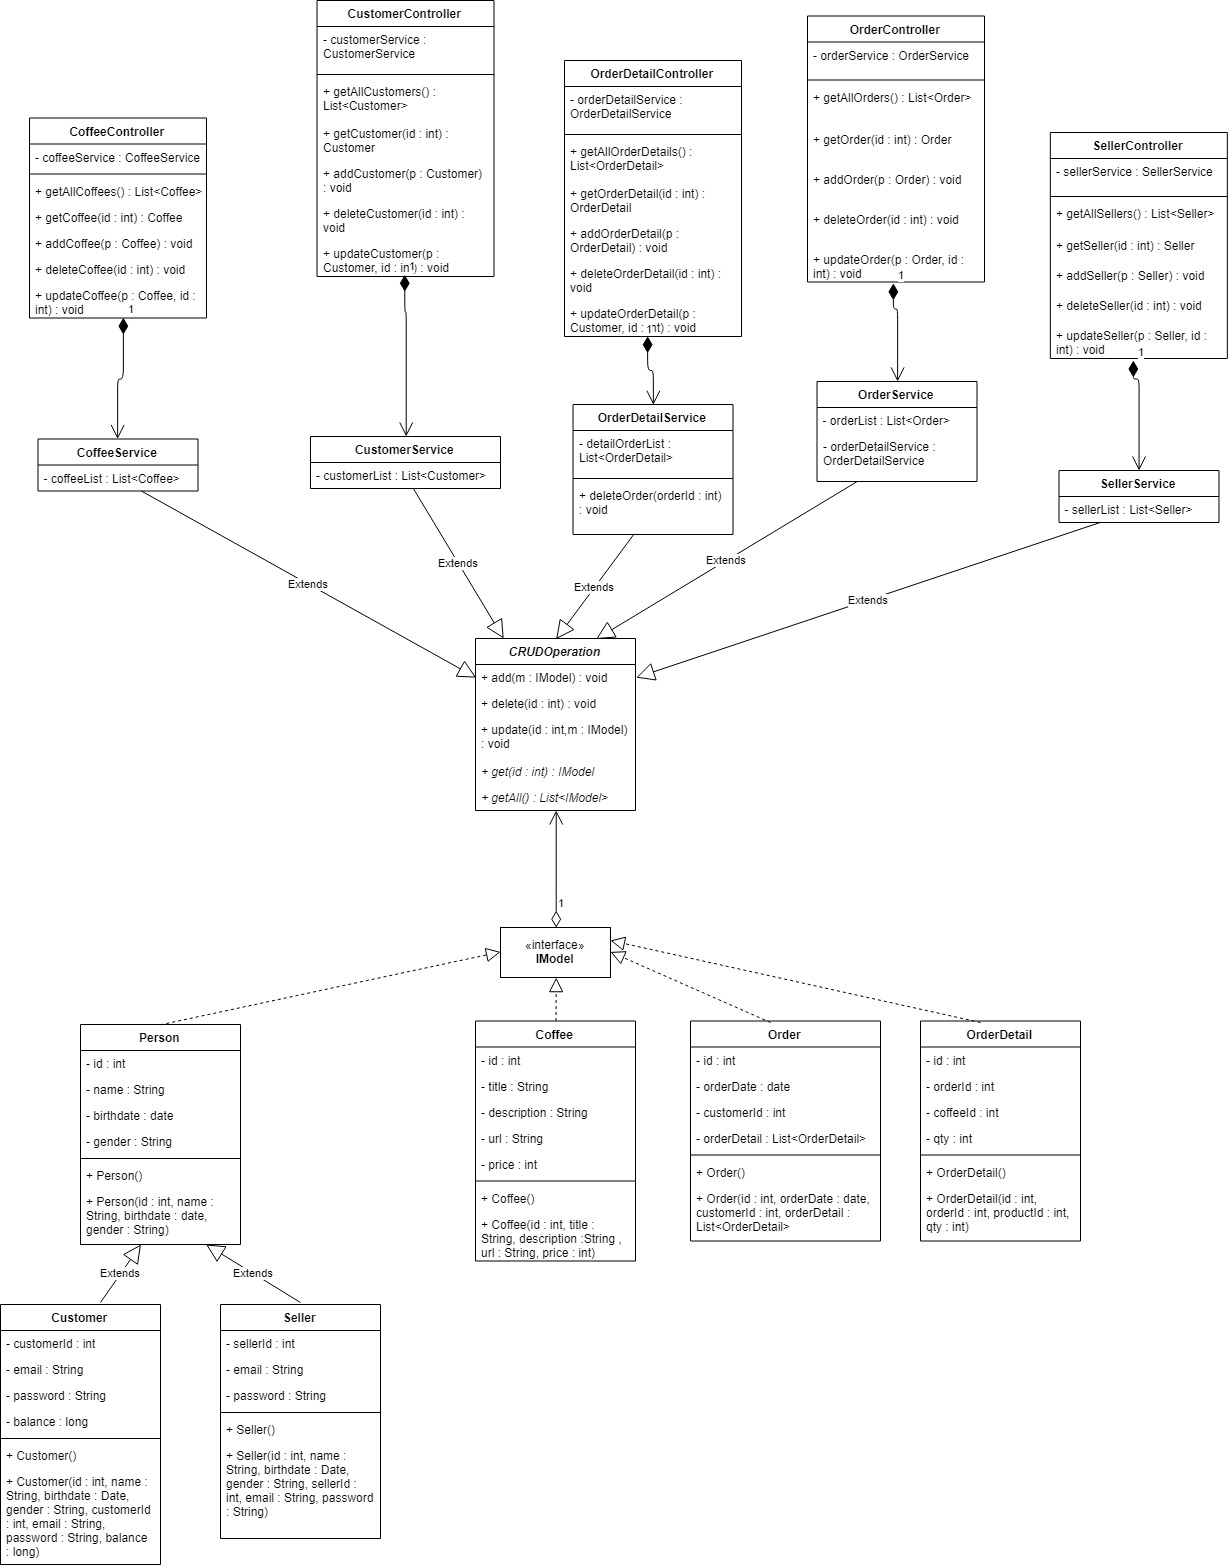 CustomerController
- customerService :
CustomerService
+ getAllCustomers() :
List<Customer>
+ getCustomer(id : int) :
Customer
+ addCustomer(p : Customer)
: void
+ deleteCustomer(id : int) :
void
+ updateCustomer(p :
Customer, id : int) : void
1
OrderController
- orderService : OrderService
+ getAllOrders() : List<Order>
+ getOrder(id : int) : Order
+ addOrder(p : Order) : void
+ deleteOrder(id : int) : void
+ updateOrder(p : Order, id :
int) : void
1
OrderDetailController
- orderDetailService :
OrderDetailService
+ getAllOrderDetails() :
List<OrderDetail>
+ getOrderDetail(id : int) :
OrderDetail
+ addOrderDetail(p :
OrderDetail) : void
+ deleteOrderDetail(id : int) :
void
+ updateOrderDetail(p :
Customer, id : int) : void
1
CoffeeController
- coffeeService : CoffeeService
+ getAllCoffees() : List<Coffee>
+ getCoffee(id : int) : Coffee
+ addCoffee(p : Coffee) : void
+ deleteCoffee(id : int) : void
+ updateCoffee(p : Coffee, id :
int) : void
1
SellerController
- sellerService : SellerService
+ getAllSellers() : List<Seller>
+ getSeller(id : int) : Seller
+ addSeller(p : Seller) : void
+ deleteSeller(id : int) : void
+ updateSeller(p : Seller, id :
int) : void
1
CoffeeService
- coffeeList : List<Coffee>
CustomerService
- customerList : List<Customer>
OrderDetailService
- detailOrderList :
List<OrderDetail>
+ deleteOrder(orderId : int)
: void
OrderService
- orderList : List<Order>
- orderDetailService :
OrderDetailService
SellerService
- sellerList : List<Seller>
Extends
Extends
Extends
Extends
Extends
CRUDOperation
+ add(m : IModel) : void
+ delete(id : int) : void
+ update(id : int,m : IModel)
: void
+ get(id : int) : IModel
+ getAll() : List<IModel>
1
«interface»
IModel
Person
- id : int
- name : String
- birthdate : date
- gender : String
+ Person()
+ Person(id : int, name :
String, birthdate : date,
gender : String)
Coffee
- id : int
- title : String
- description : String
- url : String
- price : int
+ Coffee()
+ Coffee(id : int, title :
String, description :String ,
url : String, price : int)
Order
- id : int
- orderDate : date
- customerId : int
- orderDetail : List<OrderDetail>
+ Order()
+ Order(id : int, orderDate : date,
customerId : int, orderDetail :
List<OrderDetail>
OrderDetail
- id : int
- orderId : int
- coffeeId : int
- qty : int
+ OrderDetail()
+ OrderDetail(id : int,
orderId : int, productId : int,
qty : int)
Extends
Extends
Customer
- customerId : int
- email : String
- password : String
- balance : long
+ Customer()
+ Customer(id : int, name :
String, birthdate : Date,
gender : String, customerId
: int, email : String,
password : String, balance
: long)
Seller
- sellerId : int
- email : String
- password : String
+ Seller()
+ Seller(id : int, name :
String, birthdate : Date,
gender : String, sellerId :
int, email : String, password
: String)